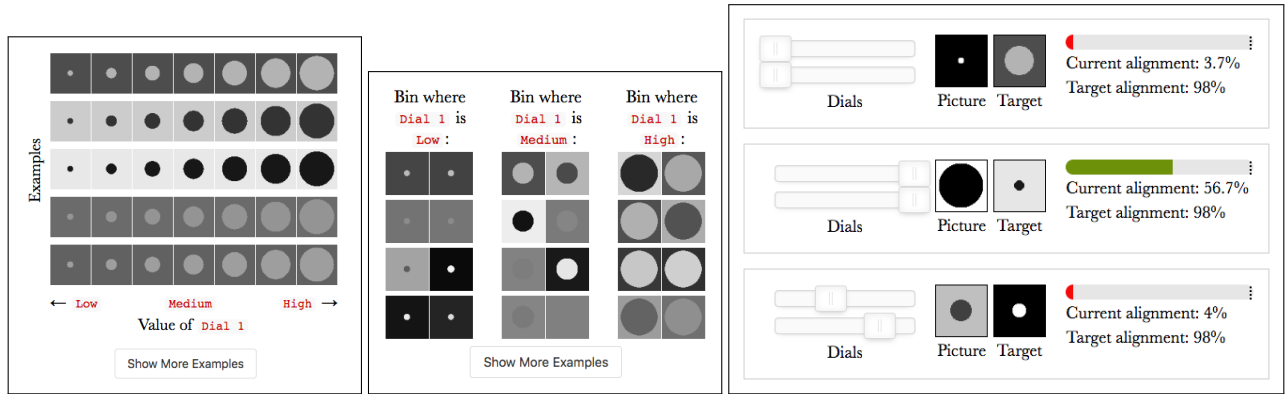 Examples
← Low Medium High →
Value of Dial 1
Show More Examples
Bin where
Dial 1 is
Low :
Bin where
Dial 1 is
Medium :
Bin where
Dial 1 is
High :
Show More Examples
Dials
Picture Target
Current alignment: 3.7%
Target alignment: 98%
Dials
Picture Target
Current alignment: 56.7%
Target alignment: 98%
Dials
Picture Target
Current alignment: 4%
Target alignment: 98%